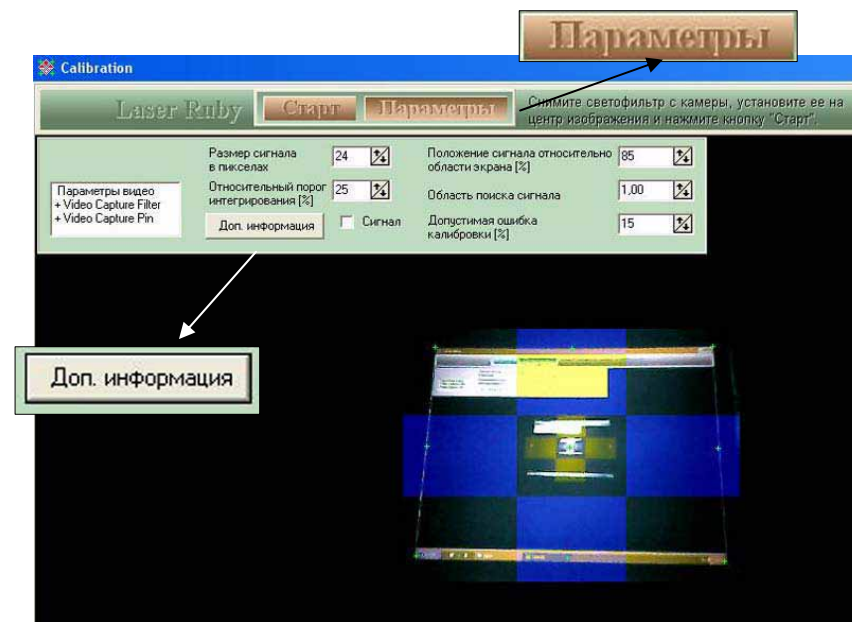 Параметры
Calibration
Laser Ruby
Старт
Параметры
Снимите светофильтр с камеры, установите ее на
центр изображения и нажмите кнопку "Старт".
Параметры видео
+ Video Capture Filter
+ Video Capture Pin
Размер сигнала
в пикселах
24
Относительный порог
интегрирования [%]
25
Доп. информация
Сигнал
Положение сигнала относительно
области экрана [%]
85
Область поиска сигнала
1,00
Допустимая ошибка
калибровки [%]
15
Доп. информация